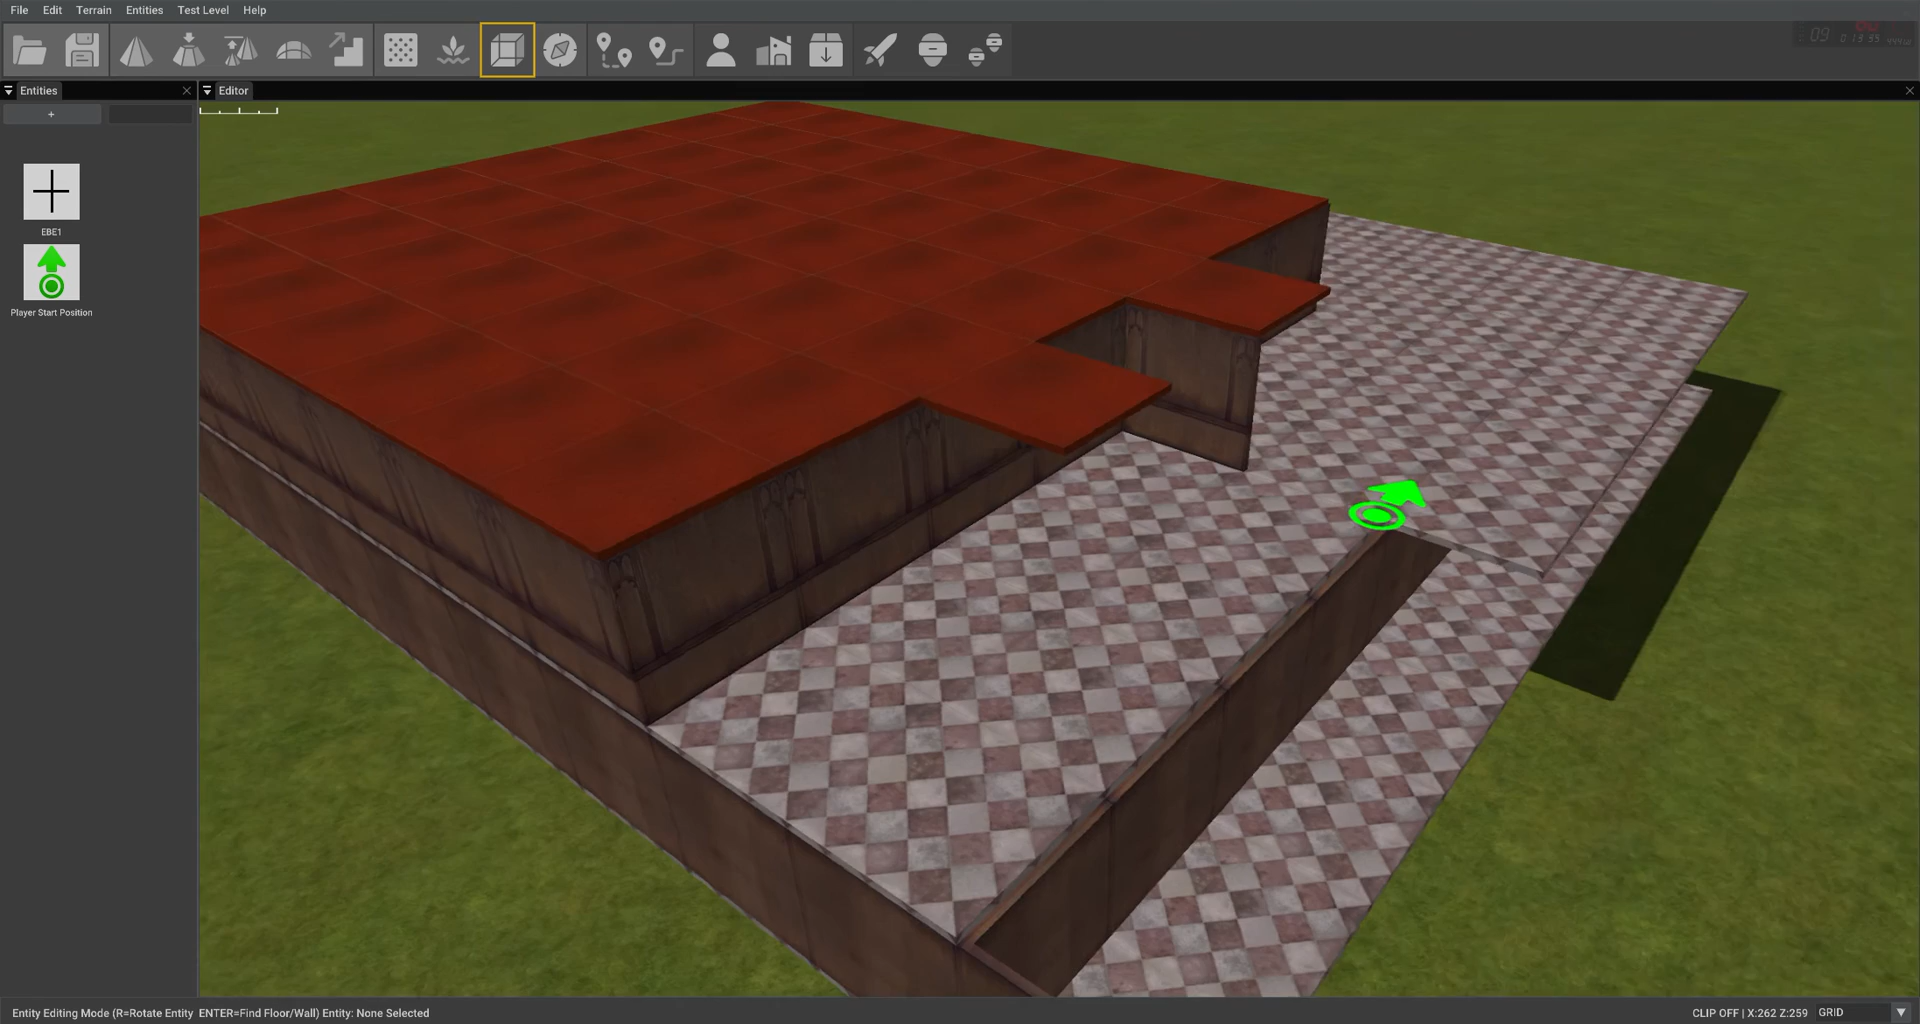 File Edit Terrain Entities Test Level Help
Entities
Editor
+
EBE1
Player Start Position
Entity Editing Mode (R=Rotate Entity ENTER=Find Floor/Wall) Entity: None Selected
CLIP OFF | X:262 Z:259 GRID